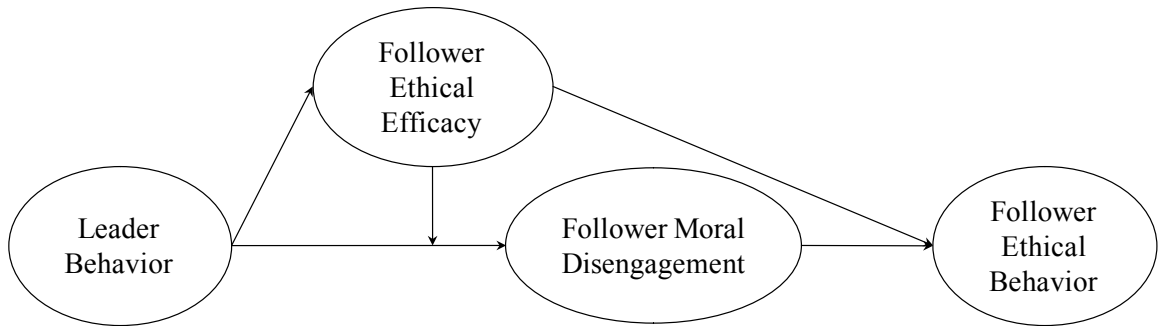 Follower
Ethical
Efficacy
Leader
Behavior
Follower Moral
Disengagement
Follower
Ethical
Behavior